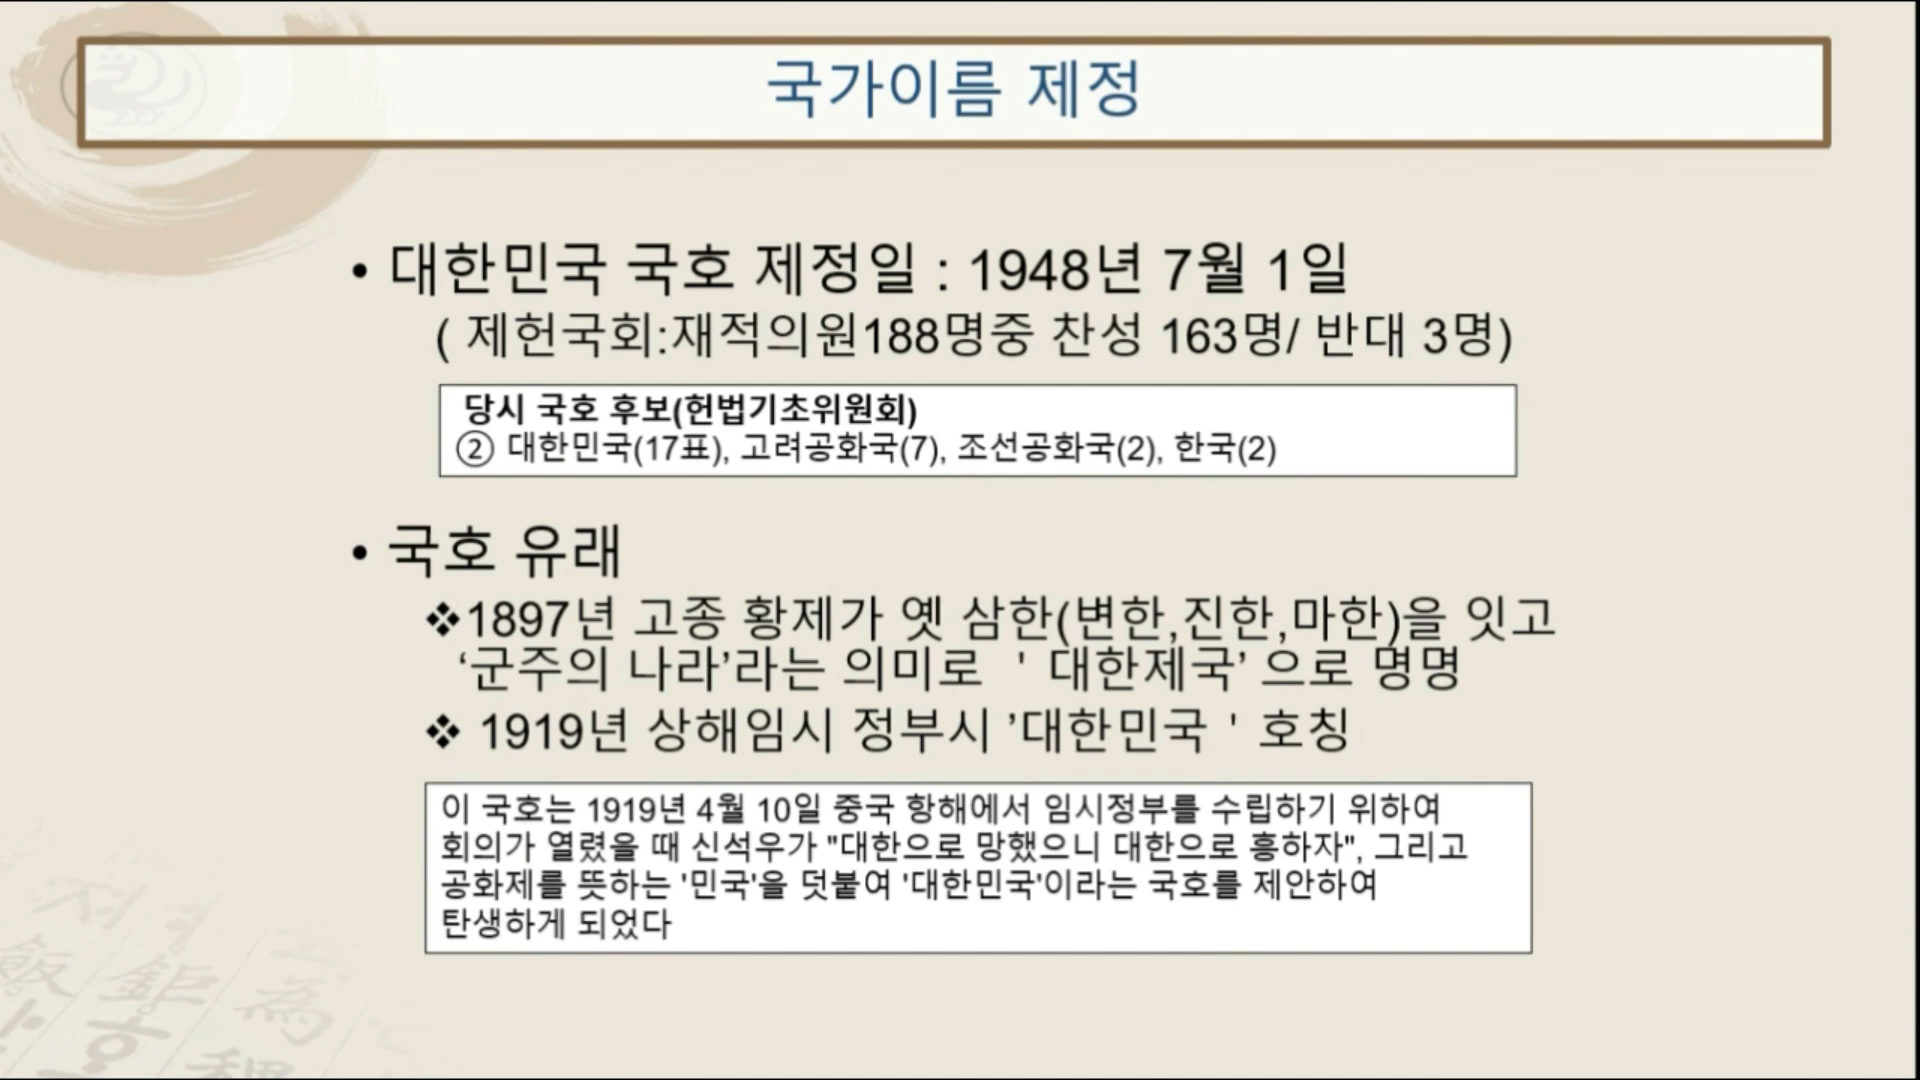 국가이름 제정
• 대한민국 국호 제정일 : 1948년 7월 1일
( 제헌국회:재적의원188명중 찬성 163명/ 반대 3명)
당시 국호 후보(헌법기초위원회)
② 대한민국(17표), 고려공화국(7), 조선공화국(2), 한국(2)
• 국호 유래
❖1897년 고종 황제가 옛 삼한(변한,진한,마한)을 잇고
‘군주의 나라’라는 의미로 ＇대한제국’ 으로 명명
❖ 1919년 상해임시 정부시 ’대한민국＇호칭
이 국호는 1919년 4월 10일 중국 항해에서 임시정부를 수립하기 위하여
회의가 열렸을 때 신석우가 "대한으로 망했으니 대한으로 흥하자", 그리고
공화제를 뜻하는 '민국'을 덧붙여 '대한민국'이라는 국호를 제안하여
탄생하게 되었다
飯 鉅 爲
호